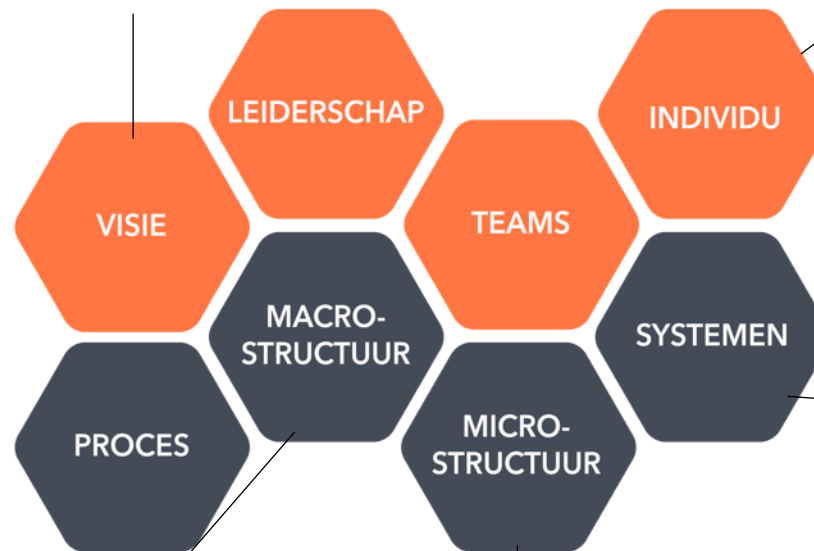 LEIDERSCHAP
INDIVIDU
VISIE
TEAMS
MACRO-
STRUCTUUR
SYSTEMEN
PROCES
MICRO-
STRUCTUUR